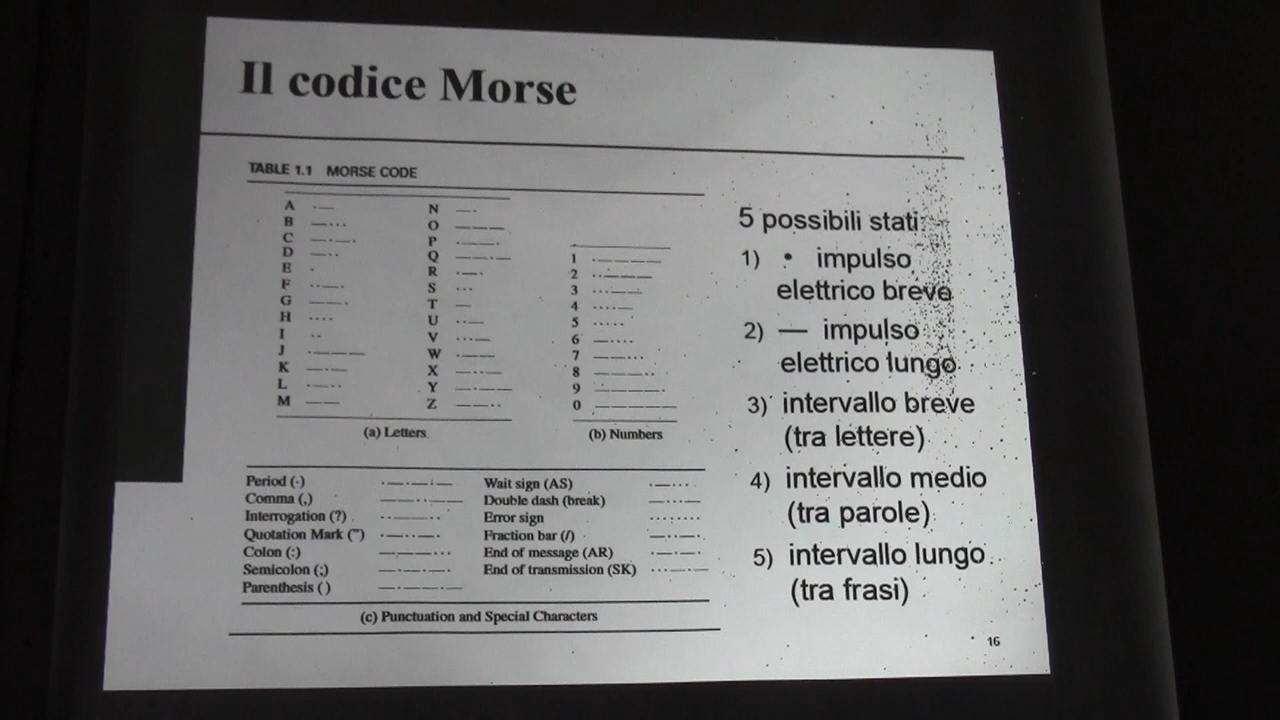 Il codice Morse
TABLE 1.1 MORSE CODE
A ·—
B —···
C —·—·
D —··
E ·
F ··—·
G ——·
H ····
I ··
J ·———
K —·—
L ·—··
M ——
N —·
O ———
P ·——·
Q ——·—
R ·—·
S ···
T —
U ··—
V ···—
W ·——
X —··—
Y —·——
Z ——··
(a) Letters
1 ·————
2 ··———
3 ···——
4 ····—
5 ·····
6 —····
7 ——···
8 ———··
9 ————·
0 —————
(b) Numbers
Period (·) ·—·—·—
Comma (,) ——··——
Interrogation (?) ··——··
Quotation Mark (") ·—··—·
Colon (:) ———···
Semicolon (;) —·—·—·
Parenthesis ( ) —·——·—
Wait sign (AS) ·—···
Double dash (break) —···—
Error sign ········
Fraction bar (/) —··—·
End of message (AR) ·—·—·
End of transmission (SK) ···—·—
(c) Punctuation and Special Characters
5 possibili stati:
1) • impulso
elettrico breve
2) — impulso
elettrico lungo
3) intervallo breve
(tra lettere)
4) intervallo medio
(tra parole)
5) intervallo lungo
(tra frasi)
16